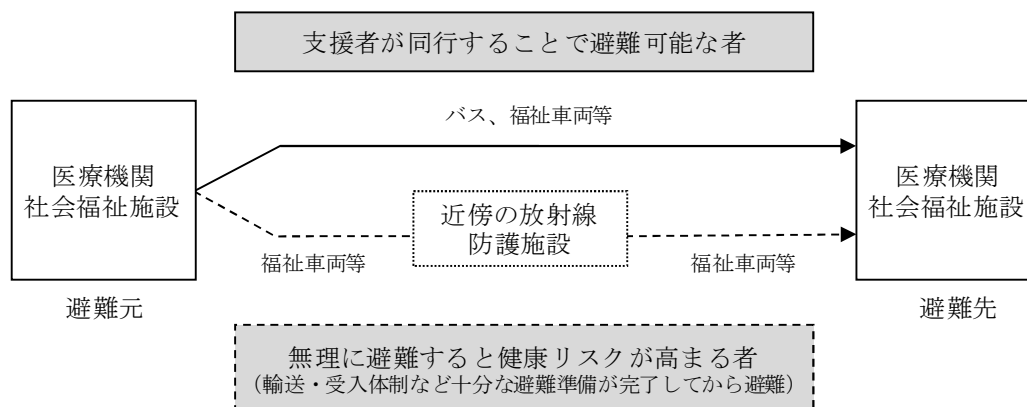 支援者が同行することで避難可能な者
バス、福祉車両等
医療機関
社会福祉施設
医療機関
社会福祉施設
近傍の放射線
防護施設
福祉車両等
福祉車両等
避難元
避難先
無理に避難すると健康リスクが高まる者
（輸送・受入体制など十分な避難準備が完了してから避難）